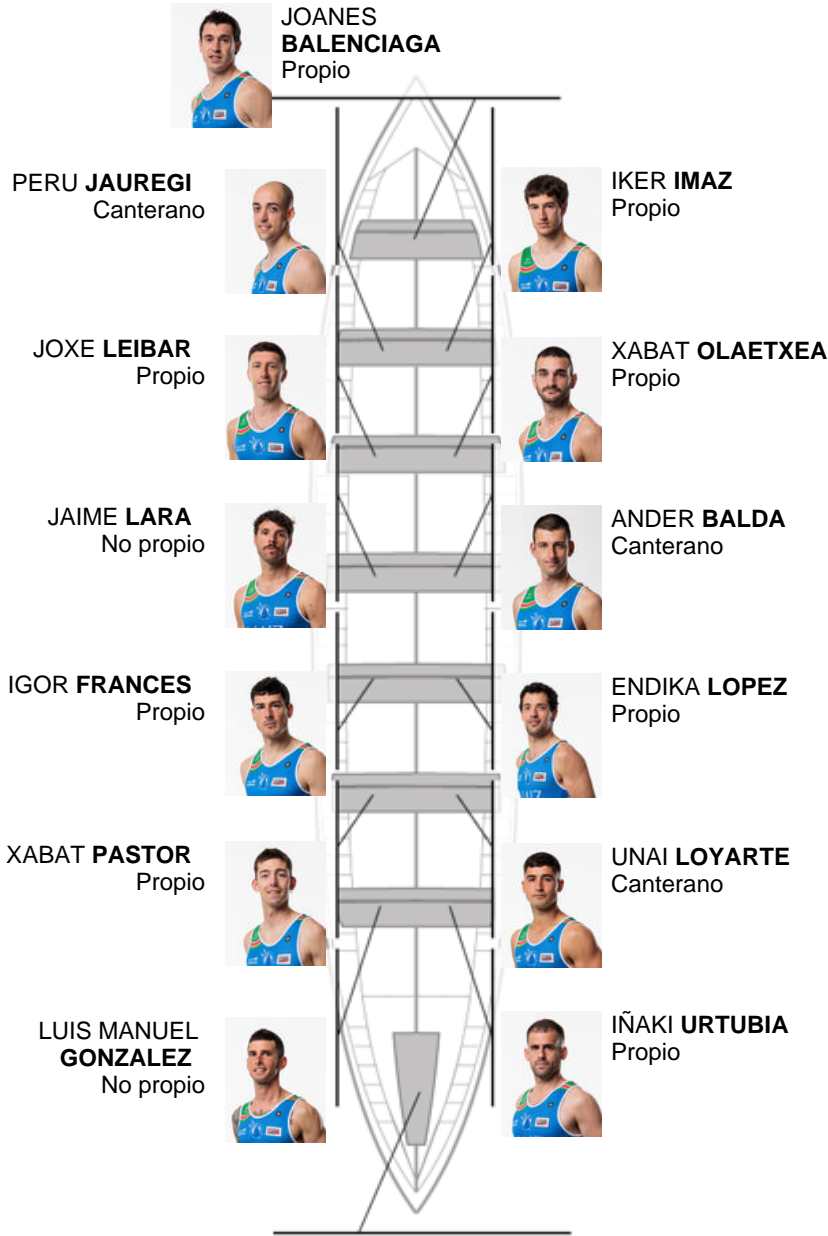 JOANES
BALENCIAGA
Propio
PERU JAUREGI
Canterano
IKER IMAZ
Propio
JOXE LEIBAR
Propio
XABAT OLAETXEA
Propio
JAIME LARA
No propio
ANDER BALDA
Canterano
IGOR FRANCES
Propio
ENDIKA LOPEZ
Propio
XABAT PASTOR
Propio
UNAI LOYARTE
Canterano
LUIS MANUEL
GONZALEZ
No propio
IÑAKI URTUBIA
Propio